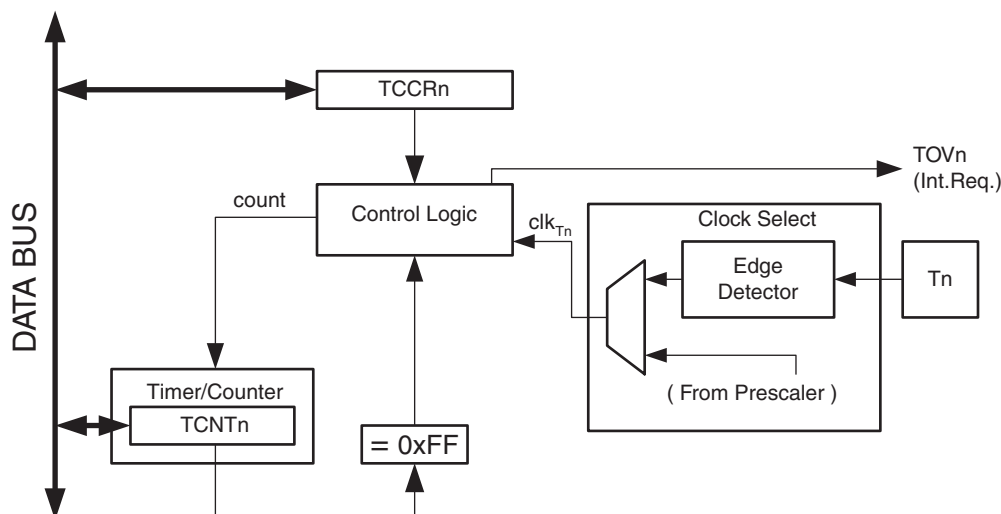 TCCRn
TOVn
(Int.Req.)
count
Control Logic
clkTn
Clock Select
Edge
Detector
Tn
DATA BUS
Timer/Counter
TCNTn
= 0xFF
( From Prescaler )